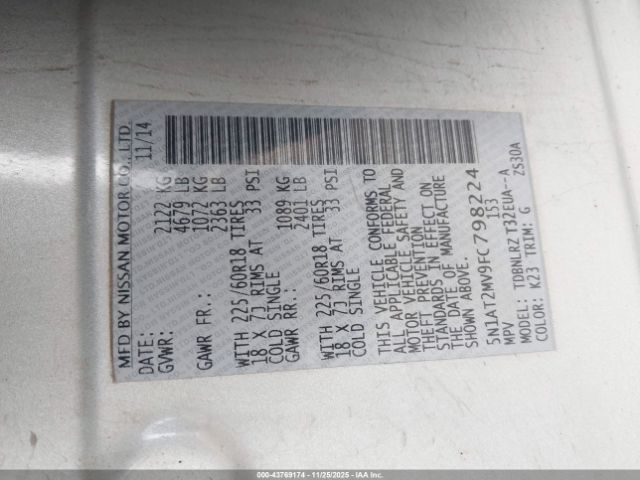 MFD BY NISSAN MOTOR CO., LTD.
DATE: 11/14
GVWR: 2122 KG
4679 LB
GAWR FR.: 1072 KG
2363 LB
WITH 225/60R18 TIRES
18 X 7J RIMS AT 33 PSI
COLD SINGLE
GAWR RR.: 1089 KG
2401 LB
WITH 225/60R18 TIRES
18 X 7J RIMS AT 33 PSI
COLD SINGLE
THIS VEHICLE CONFORMS TO
ALL APPLICABLE FEDERAL
MOTOR VEHICLE SAFETY AND
THEFT PREVENTION
STANDARDS IN EFFECT ON
THE DATE OF MANUFACTURE
SHOWN ABOVE.
5N1AT2MV9FC798224
MPV 153
MODEL: TDBNLRZ T32EUA--A
COLOR: K23 TRIM: G ZS30A
000-43769174 - 11/25/2025 - IAA, Inc.